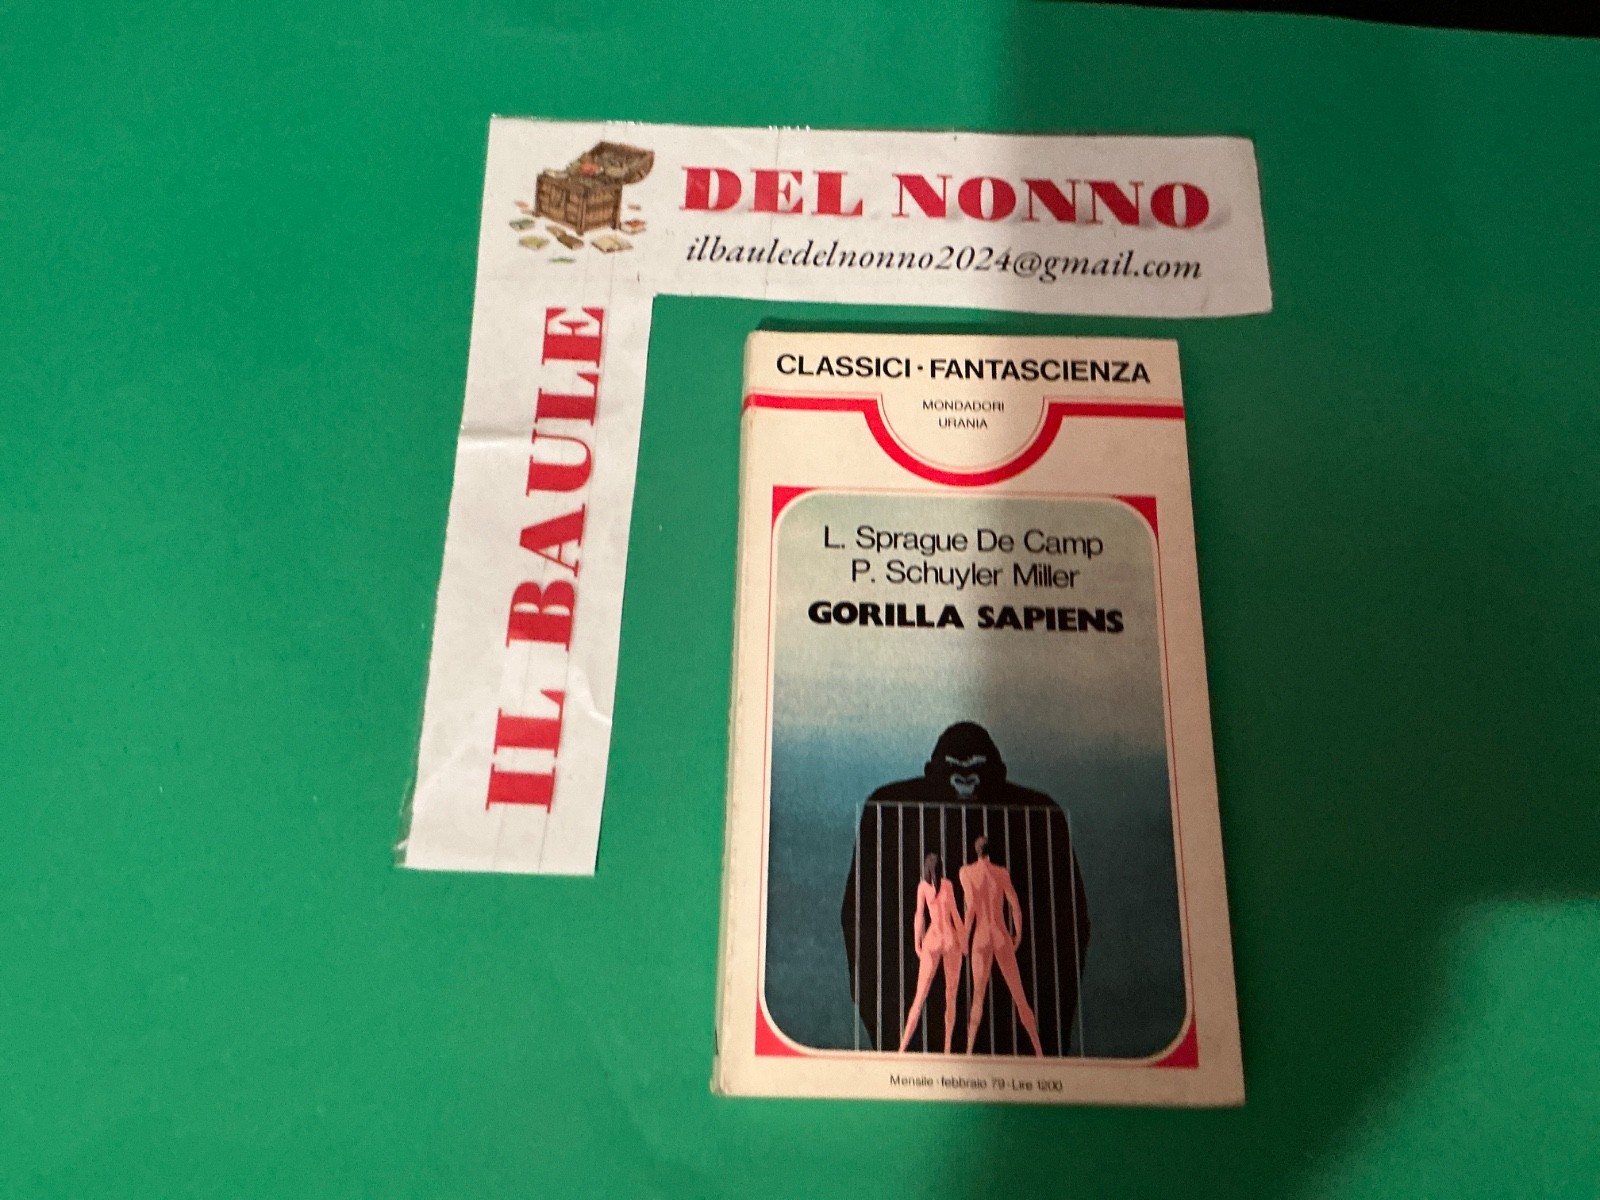 DEL NONNO
ilbauledelnonno2024@gmail.com
IL BAULE
CLASSICI • FANTASCIENZA
MONDADORI
URANIA
L. Sprague De Camp
P. Schuyler Miller
GORILLA SAPIENS
Mensile • febbraio 79 • Lire 1200